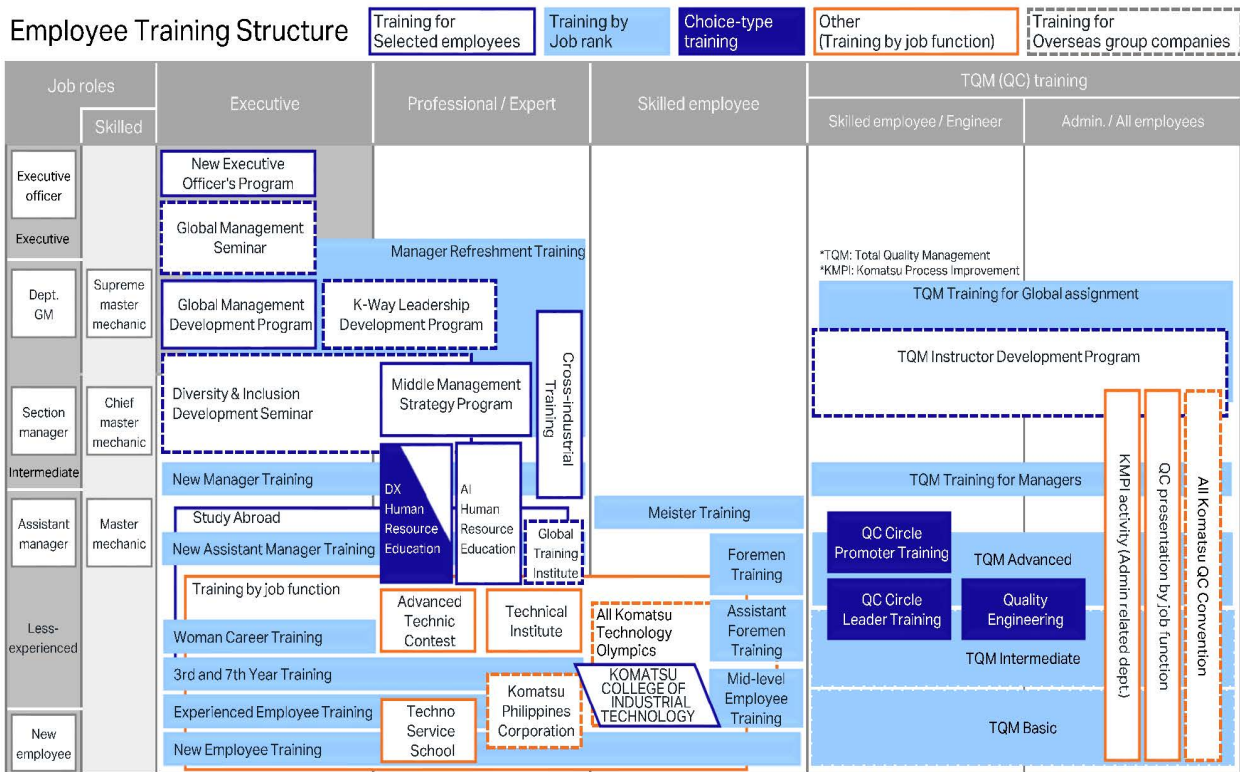 Employee Training Structure
Training for
Selected employees
Training by
Job rank
Choice-type
training
Other
(Training by job function)
Training for
Overseas group companies
Job roles
Skilled
Executive
Professional / Expert
Skilled employee
TQM (QC) training
Skilled employee / Engineer
Admin. / All employees
Executive
officer
Executive
Dept.
GM
Supreme
master
mechanic
Section
manager
Chief
master
mechanic
Intermediate
Assistant
manager
Master
mechanic
Less-
experienced
New
employee
New Executive
Officer's Program
Global Management
Seminar
Manager Refreshment Training
Global Management
Development Program
K-Way Leadership
Development Program
Cross-industrial
Training
Diversity & Inclusion
Development Seminar
Middle Management
Strategy Program
New Manager Training
DX
Human
Resource
Education
AI
Human
Resource
Education
Study Abroad
New Assistant Manager Training
Global
Training
Institute
Meister Training
Foremen
Training
Training by job function
Advanced
Technic
Contest
Technical
Institute
All Komatsu
Technology
Olympics
Assistant
Foremen
Training
Woman Career Training
3rd and 7th Year Training
KOMATSU
COLLEGE OF
INDUSTRIAL
TECHNOLOGY
Mid-level
Employee
Training
Experienced Employee Training
Techno
Service
School
Komatsu
Philippines
Corporation
New Employee Training
*TQM: Total Quality Management
*KMPI: Komatsu Process Improvement
TQM Training for Global assignment
TQM Instructor Development Program
TQM Training for Managers
QC Circle
Promoter Training
TQM Advanced
QC Circle
Leader Training
Quality
Engineering
TQM Intermediate
TQM Basic
KMPI activity (Admin related dept.)
QC presentation by job function
All Komatsu QC Convention